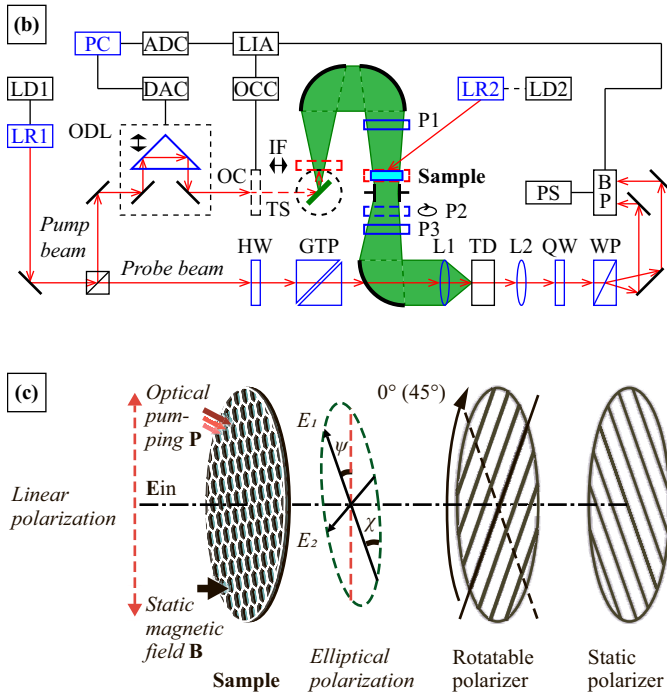 (b)
PC
ADC
LIA
LD1
DAC
OCC
LR2
LD2
LR1
ODL
P1
IF
OC
Sample
TS
PS
B
P
P2
Pump
beam
P3
HW
GTP
L1
TD
L2
QW
WP
Probe beam
(c)
Optical
pum-
ping P
0° (45°)
E₁
ψ
Linear
polarization
Ein
E₂
χ
Static
magnetic
field B
Sample
Elliptical
polarization
Rotatable
polarizer
Static
polarizer